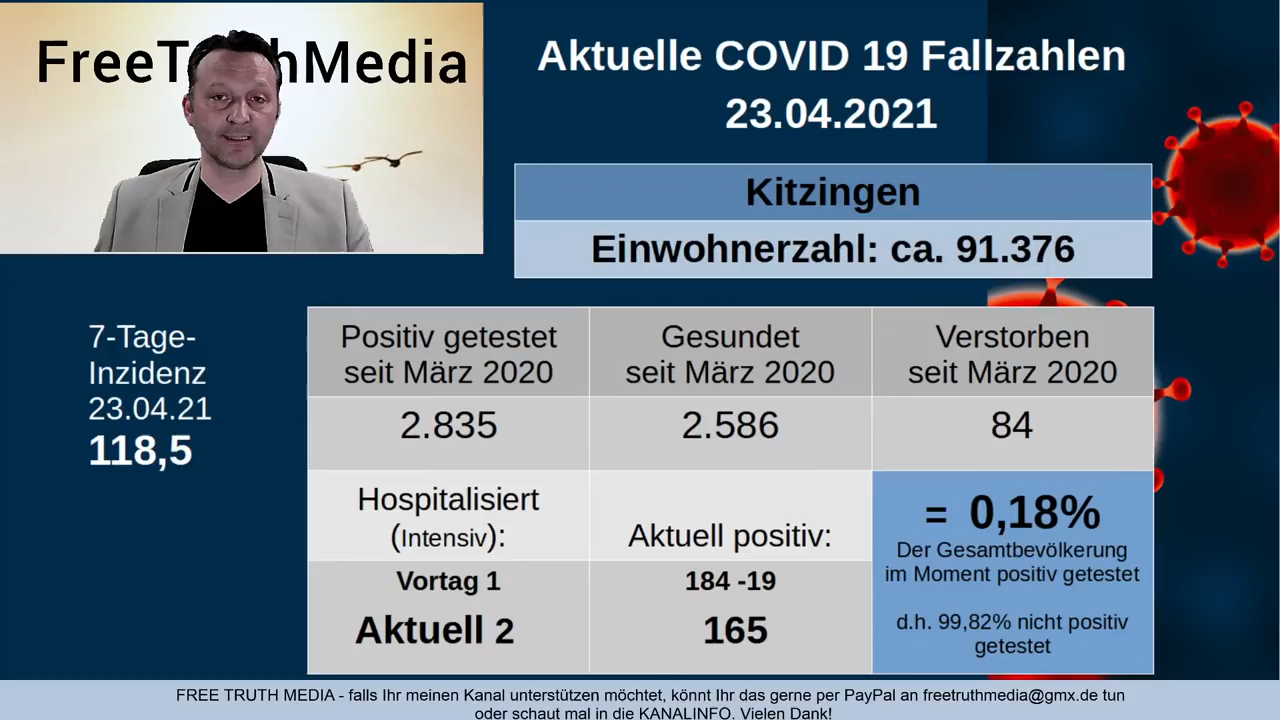 FreeTruthMedia
Aktuelle COVID 19 Fallzahlen
23.04.2021
Kitzingen
Einwohnerzahl: ca. 91.376
7-Tage-
Inzidenz
23.04.21
118,5
Positiv getestet
seit März 2020
Gesundet
seit März 2020
Verstorben
seit März 2020
2.835
2.586
84
Hospitalisiert
(Intensiv):
Aktuell positiv:
Vortag 1
184 -19
Aktuell 2
165
= 0,18%
Der Gesamtbevölkerung
im Moment positiv getestet
d.h. 99,82% nicht positiv
getestet
FREE TRUTH MEDIA - falls Ihr meinen Kanal unterstützen möchtet, könnt Ihr das gerne per PayPal an freetruthmedia@gmx.de tun
oder schaut mal in die KANALINFO. Vielen Dank!